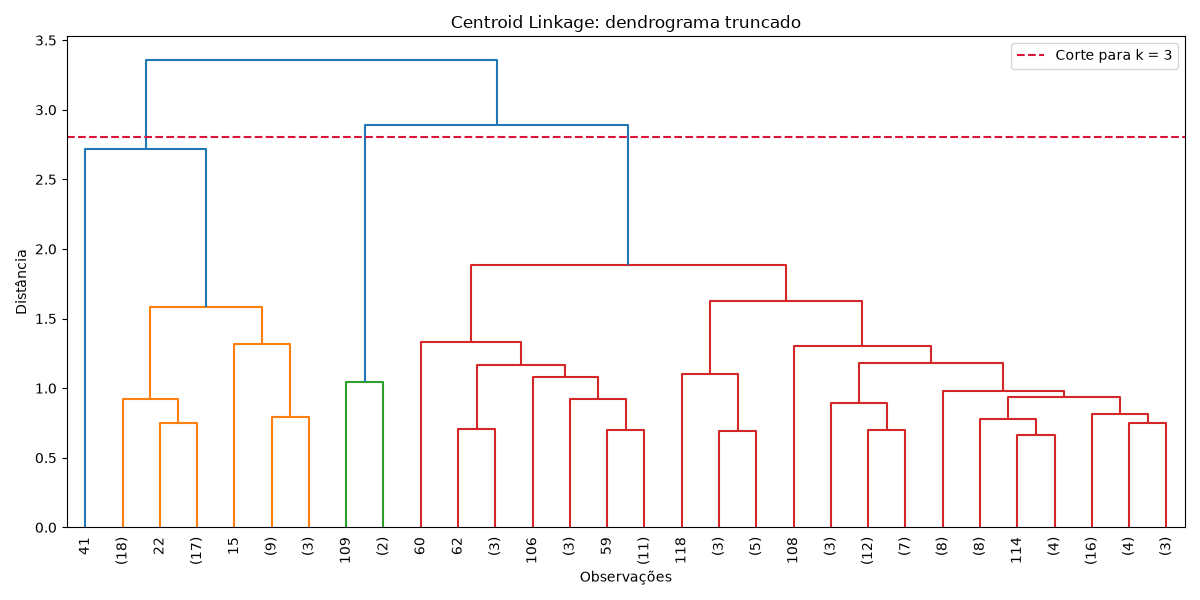 Centroid Linkage: dendrograma truncado
Corte para k = 3
Distância
3.5
3.0
2.5
2.0
1.5
1.0
0.5
0.0
41 (18) 22 (17) 15 (9) (3) 109 (2) 60 62 (3) 106 (3) 59 (11) 118 (3) (5) 108 (3) (12) (7) (8) (8) 114 (4) (16) (4) (3)
Observações